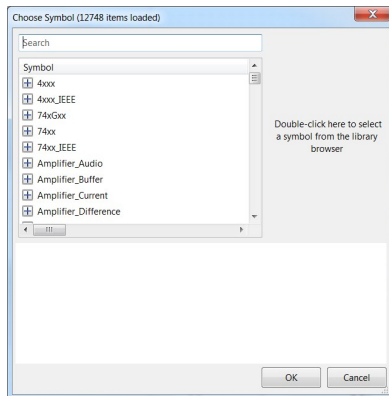 Choose Symbol (12748 items loaded)
Search
Symbol
4xxx
4xxx_IEEE
74xGxx
74xx
74xx_IEEE
Amplifier_Audio
Amplifier_Buffer
Amplifier_Current
Amplifier_Difference
Double-click here to select
a symbol from the library
browser
OK
Cancel